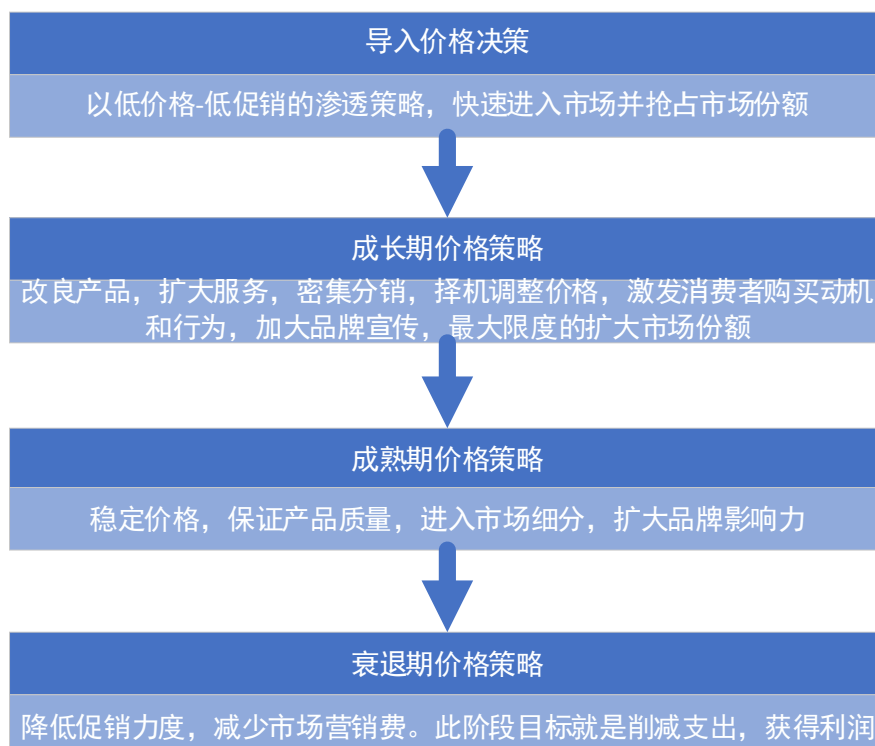 导入价格决策
以低价格-低促销的渗透策略，快速进入市场并抢占市场份额
成长期价格策略
改良产品，扩大服务，密集分销，择机调整价格，激发消费者购买动机
和行为，加大品牌宣传，最大限度的扩大市场份额
成熟期价格策略
稳定价格，保证产品质量，进入市场细分，扩大品牌影响力
衰退期价格策略
降低促销力度，减少市场营销费。此阶段目标就是削减支出，获得利润